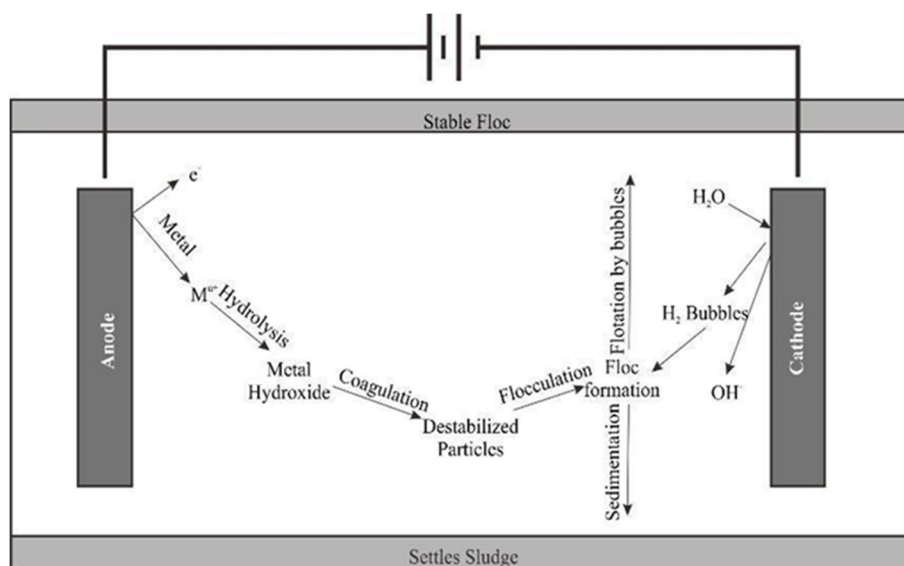 Stable Floc
e⁻
Metal
Mⁿ⁺
Hydrolysis
Metal
Hydroxide
Coagulation
Destabilized
Particles
Flocculation
Floc
formation
Flotation by bubbles
Sedimentation
H₂O
H₂ Bubbles
OH⁻
Anode
Cathode
Settles Sludge